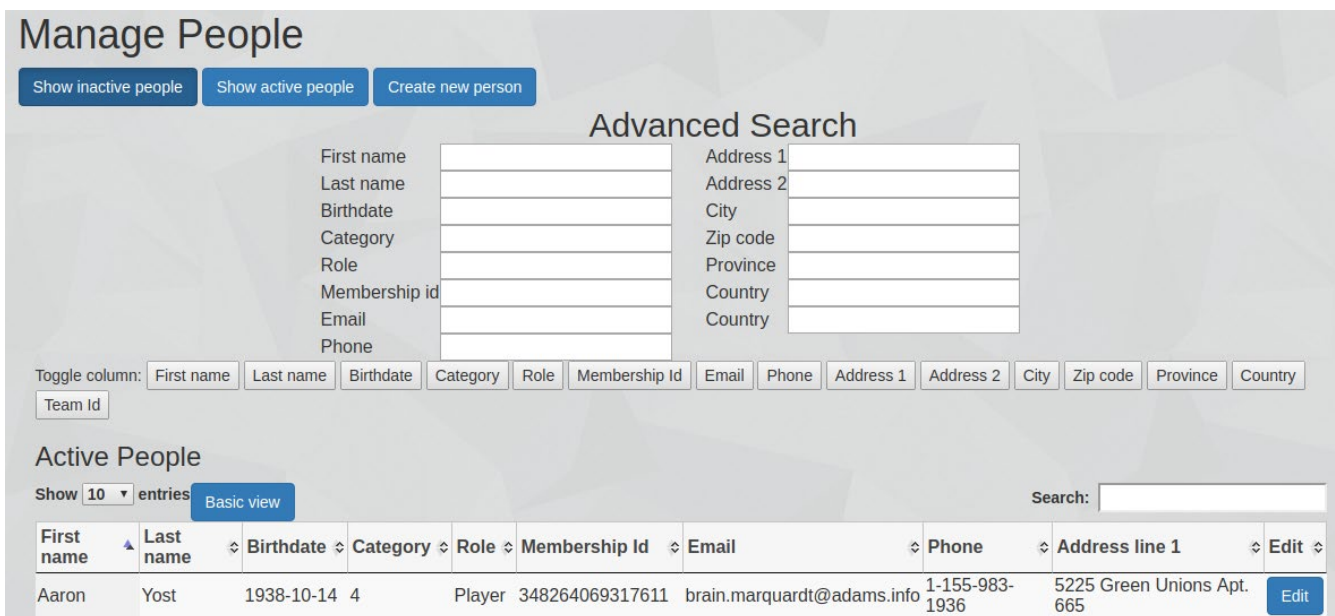 Manage People
Show inactive people Show active people Create new person
Advanced Search
First name Address 1
Last name Address 2
Birthdate City
Category Zip code
Role Province
Membership id Country
Email Country
Phone
Toggle column: First name Last name Birthdate Category Role Membership Id Email Phone Address 1 Address 2 City Zip code Province Country
Team Id
Active People
Show 10 entries Basic view Search:
First name Last name Birthdate Category Role Membership Id Email Phone Address line 1 Edit
Aaron Yost 1938-10-14 4 Player 348264069317611 brain.marquardt@adams.info 1-155-983-1936 5225 Green Unions Apt. 665 Edit